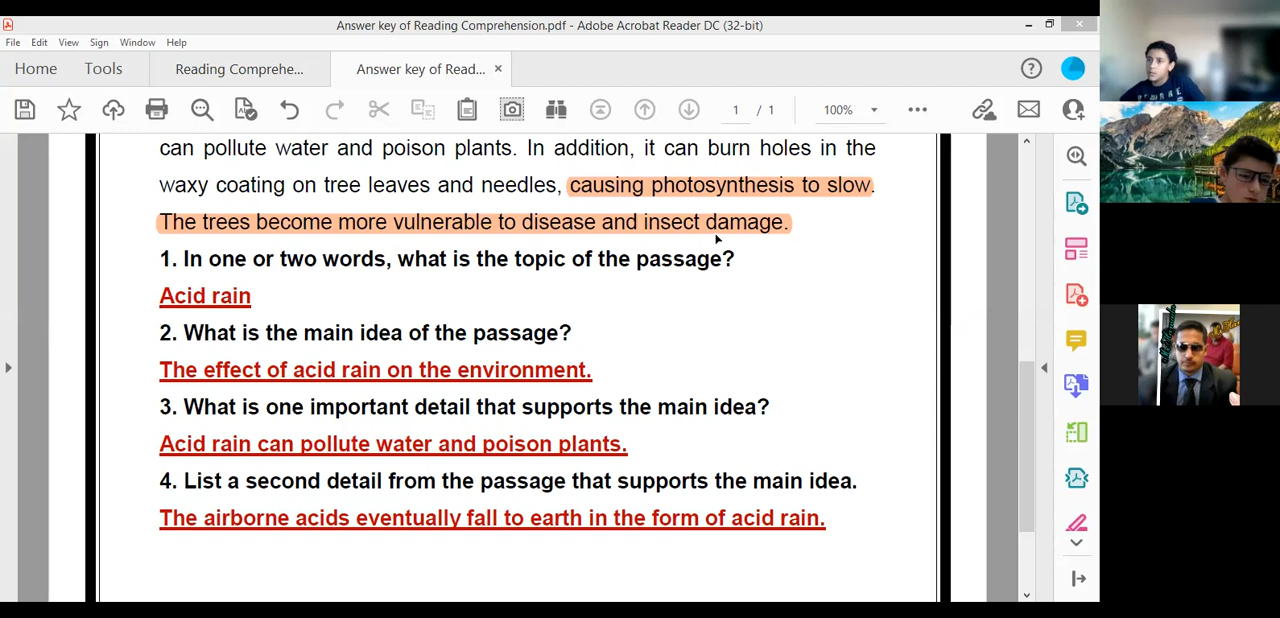 Answer key of Reading Comprehension.pdf - Adobe Acrobat Reader DC (32-bit)
File Edit View Sign Window Help
Home Tools Reading Comprehe... Answer key of Read... ×
1 / 1 100%
can pollute water and poison plants. In addition, it can burn holes in the
waxy coating on tree leaves and needles, causing photosynthesis to slow.
The trees become more vulnerable to disease and insect damage.
1. In one or two words, what is the topic of the passage?
Acid rain
2. What is the main idea of the passage?
The effect of acid rain on the environment.
3. What is one important detail that supports the main idea?
Acid rain can pollute water and poison plants.
4. List a second detail from the passage that supports the main idea.
The airborne acids eventually fall to earth in the form of acid rain.